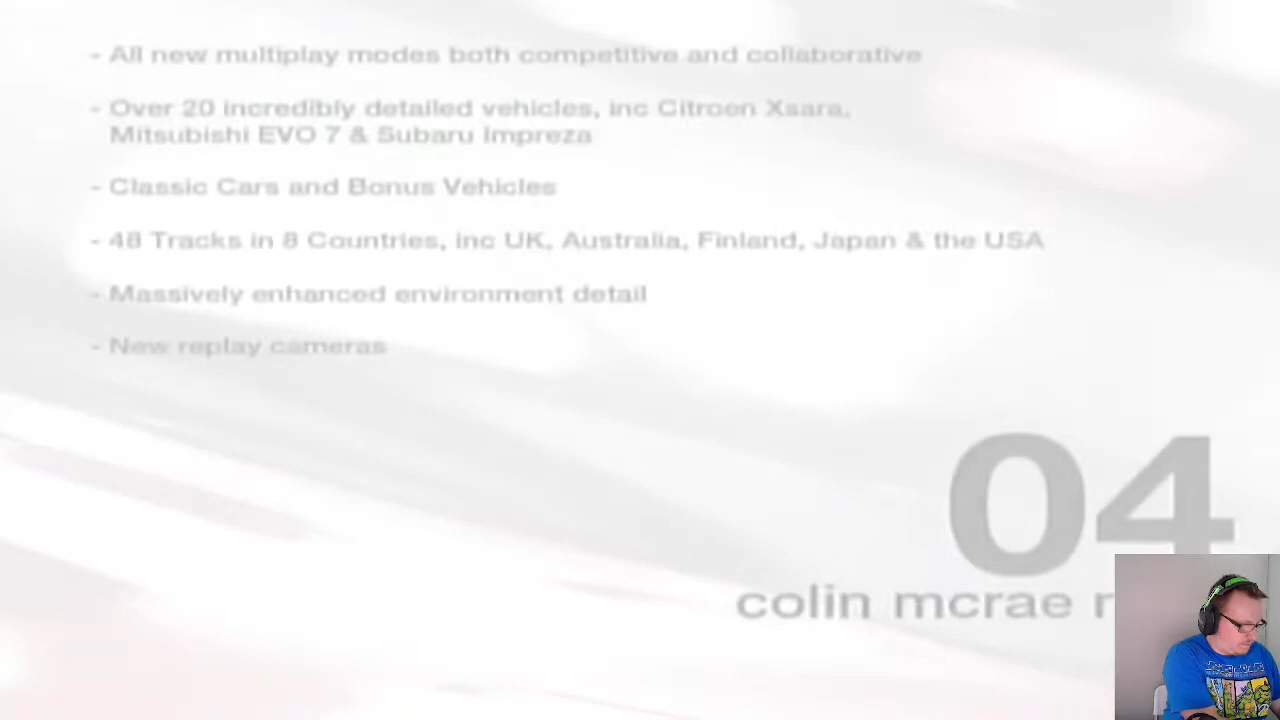 - All new multiplay modes both competitive and collaborative
- Over 20 incredibly detailed vehicles, inc Citroen Xsara,
Mitsubishi EVO 7 & Subaru Impreza
- Classic Cars and Bonus Vehicles
- 48 Tracks in 8 Countries, inc UK, Australia, Finland, Japan & the USA
- Massively enhanced environment detail
- New replay cameras
04
colin mcrae